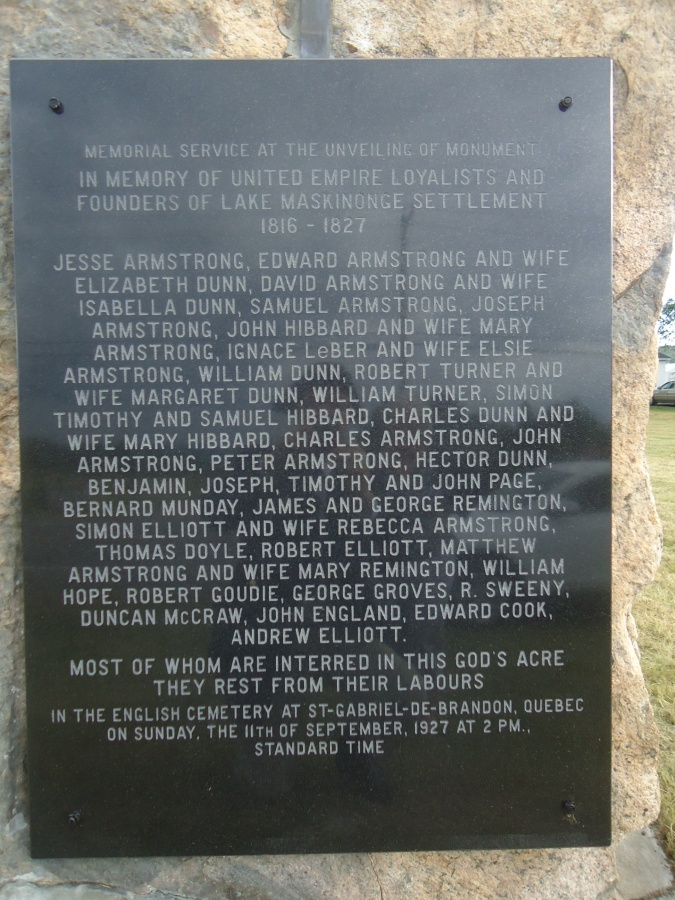 MEMORIAL SERVICE AT THE UNVEILING OF MONUMENT
IN MEMORY OF UNITED EMPIRE LOYALISTS AND
FOUNDERS OF LAKE MASKINONGE SETTLEMENT
1816 - 1827
JESSE ARMSTRONG, EDWARD ARMSTRONG AND WIFE
ELIZABETH DUNN, DAVID ARMSTRONG AND WIFE
ISABELLA DUNN, SAMUEL ARMSTRONG, JOSEPH
ARMSTRONG, JOHN HIBBARD AND WIFE MARY
ARMSTRONG, IGNACE LeBER AND WIFE ELSIE
ARMSTRONG, WILLIAM DUNN, ROBERT TURNER AND
WIFE MARGARET DUNN, WILLIAM TURNER, SIMON
TIMOTHY AND SAMUEL HIBBARD, CHARLES DUNN AND
WIFE MARY HIBBARD, CHARLES ARMSTRONG, JOHN
ARMSTRONG, PETER ARMSTRONG, HECTOR DUNN,
BENJAMIN, JOSEPH, TIMOTHY AND JOHN PAGE,
BERNARD MUNDAY, JAMES AND GEORGE REMINGTON,
SIMON ELLIOTT AND WIFE REBECCA ARMSTRONG,
THOMAS DOYLE, ROBERT ELLIOTT, MATTHEW
ARMSTRONG AND WIFE MARY REMINGTON, WILLIAM
HOPE, ROBERT GOUDIE, GEORGE GROVES, R. SWEENY,
DUNCAN McCRAW, JOHN ENGLAND, EDWARD COOK,
ANDREW ELLIOTT.
MOST OF WHOM ARE INTERRED IN THIS GOD'S ACRE
THEY REST FROM THEIR LABOURS
IN THE ENGLISH CEMETERY AT ST-GABRIEL-DE-BRANDON, QUEBEC
ON SUNDAY, THE 11TH OF SEPTEMBER, 1927 AT 2 PM.,
STANDARD TIME